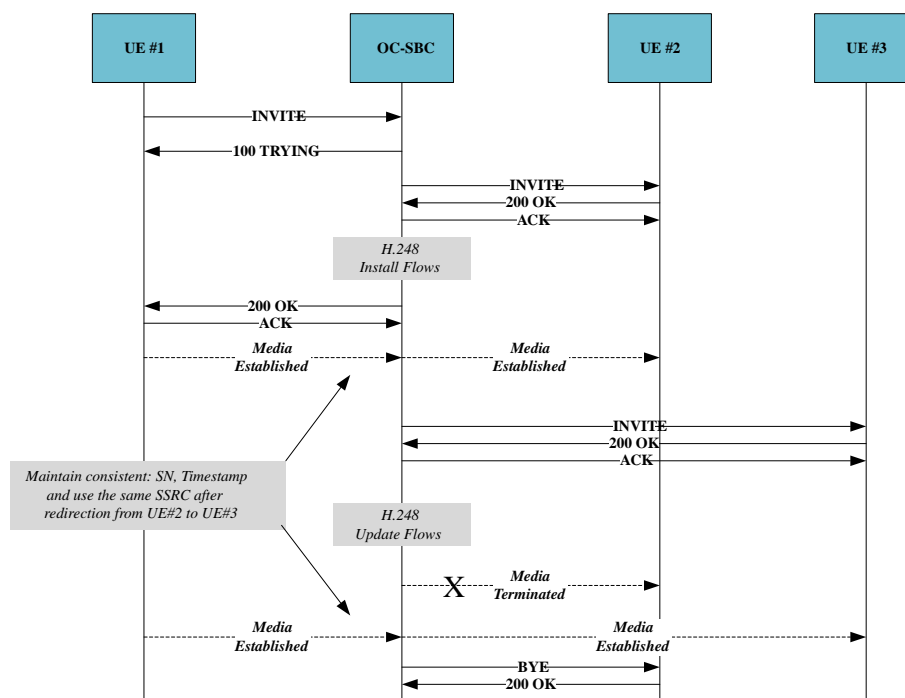 UE #1
OC-SBC
UE #2
UE #3
INVITE
100 TRYING
INVITE
200 OK
ACK
H.248
Install Flows
200 OK
ACK
Media
Established
Media
Established
INVITE
200 OK
ACK
Maintain consistent: SN, Timestamp
and use the same SSRC after
redirection from UE#2 to UE#3
H.248
Update Flows
X
Media
Terminated
Media
Established
Media
Established
BYE
200 OK